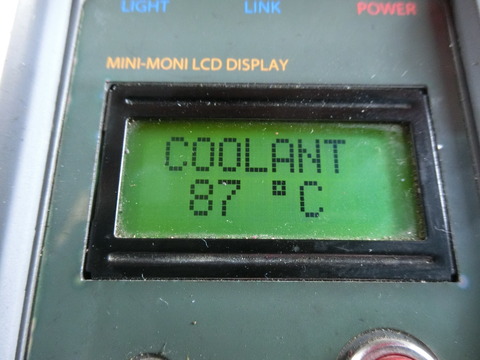 LIGHT LINK POWER
MINI-MONI LCD DISPLAY
COOLANT
87 °C